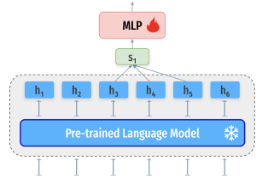 MLP
s₁
h₁ h₂ h₃ h₄ h₅ h₆
Pre-trained Language Model